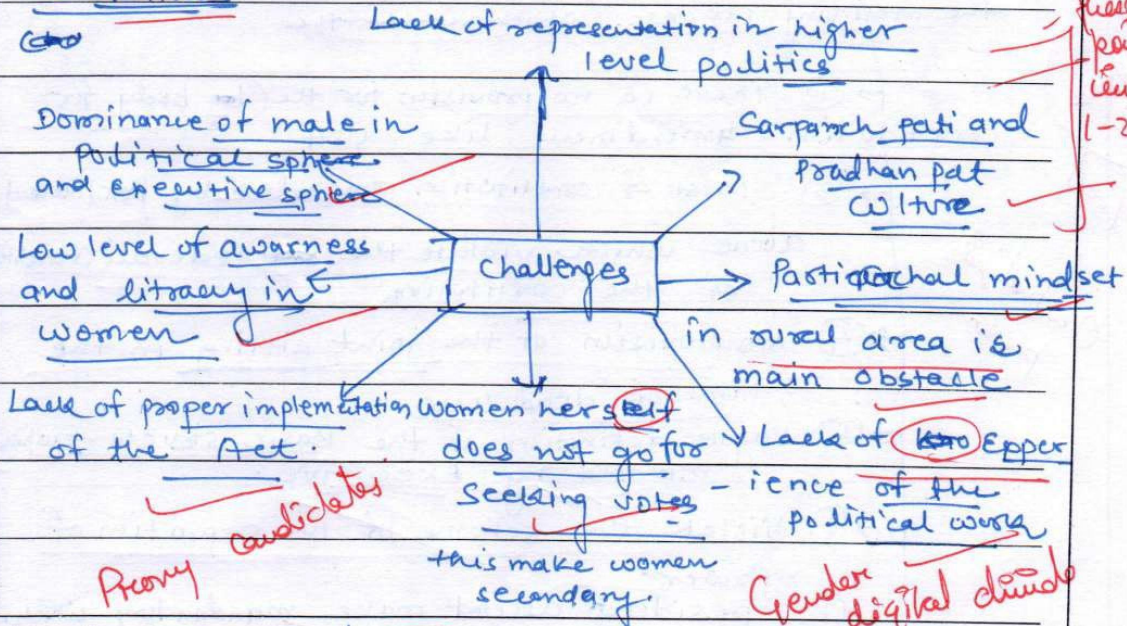 Lack of representation in higher
level politics
Dominance of male in
political sphere
and executive sphere
Sarpanch pati and
Pradhan pat
culture
Low level of awarness
and litracy in
women
Challenges
mindset
in rural area is
main obstacle
Lack of proper implementation
of the Act.
women herself
does not go for
seeking votes
this make women
secondary.
Lack of Epper
- ience of the
political work
candidates
Gender
digital divide
1-2